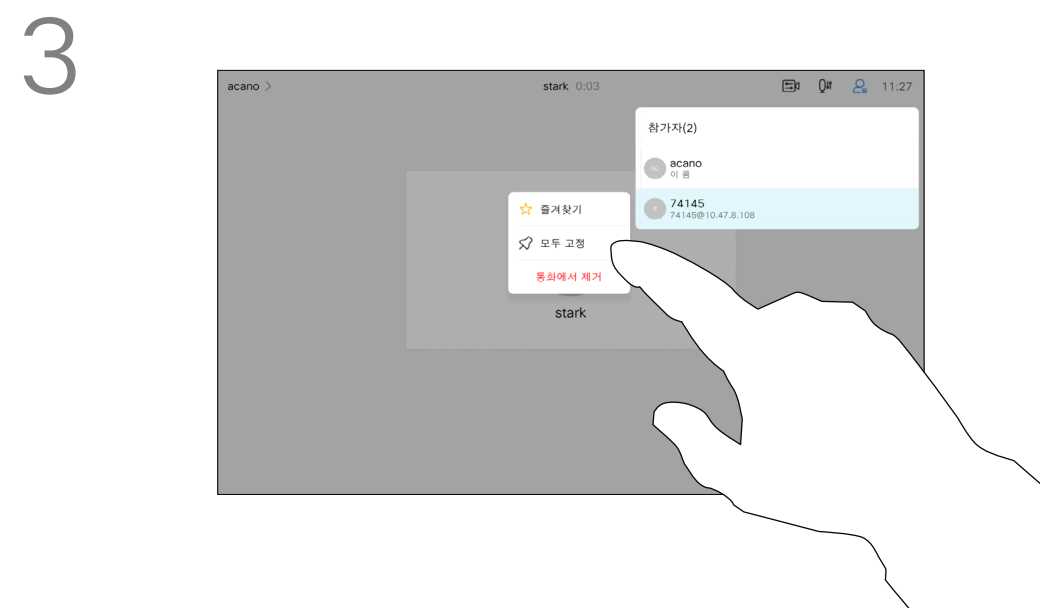 3
acano >
stark 0:03
11:27
참가자(2)
AC
acano
이 름
74145
74145@10.47.8.108
즐겨찾기
모두 고정
통화에서 제거
stark